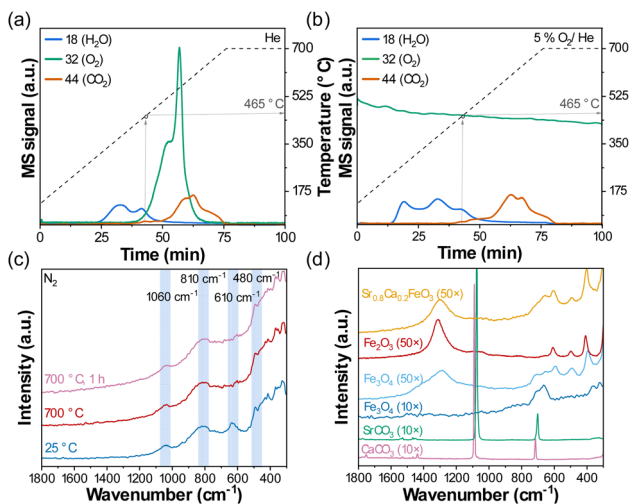 (a)
He
18 (H₂O)
32 (O₂)
44 (CO₂)
465 °C
MS signal (a.u.)
Temperature (°C)
700
525
350
175
0 25 50 75 100
Time (min)
(b)
5 % O₂/ He
18 (H₂O)
32 (O₂)
44 (CO₂)
465 °C
MS signal (a.u.)
700
525
350
175
0 25 50 75 100
Time (min)
(c)
N₂
810 cm⁻¹ 480 cm⁻¹
1060 cm⁻¹ 610 cm⁻¹
700 °C, 1 h
700 °C
25 °C
Intensity (a.u.)
1800 1600 1400 1200 1000 800 600 400
Wavenumber (cm⁻¹)
(d)
Sr₀.₈Ca₀.₂FeO₃ (50×)
Fe₂O₃ (50×)
Fe₃O₄ (50×)
Fe₃O₄ (10×)
SrCO₃ (10×)
CaCO₃ (10×)
Intensity (a.u.)
1800 1600 1400 1200 1000 800 600 400
Wavenumber (cm⁻¹)